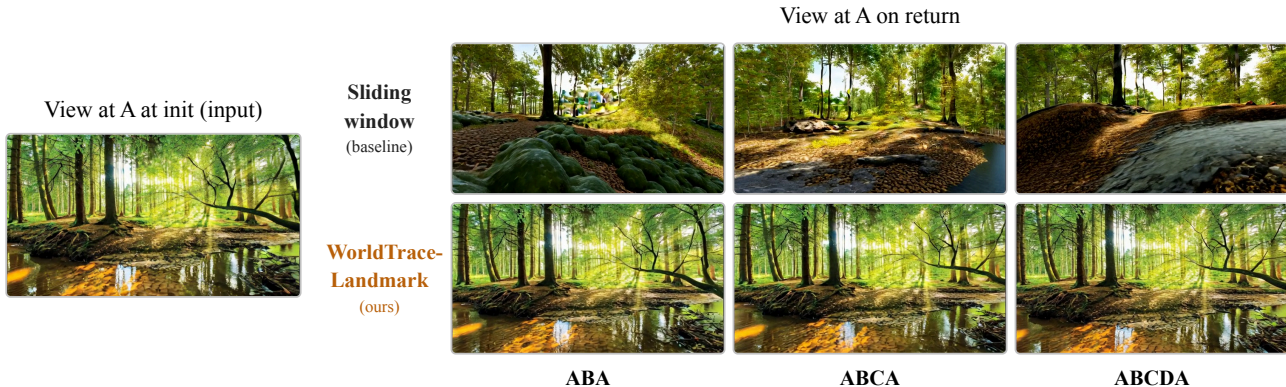 View at A on return
View at A at init (input)
Sliding
window
(baseline)
WorldTrace-
Landmark
(ours)
ABA
ABCA
ABCDA